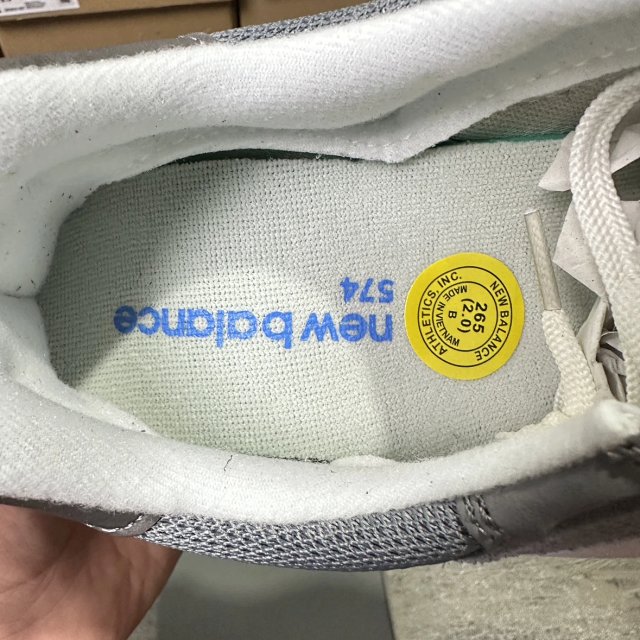 new balance
574
NEW BALANCE
ATHLETICS, INC.
265
(2.0) B
MADE IN VIETNAM